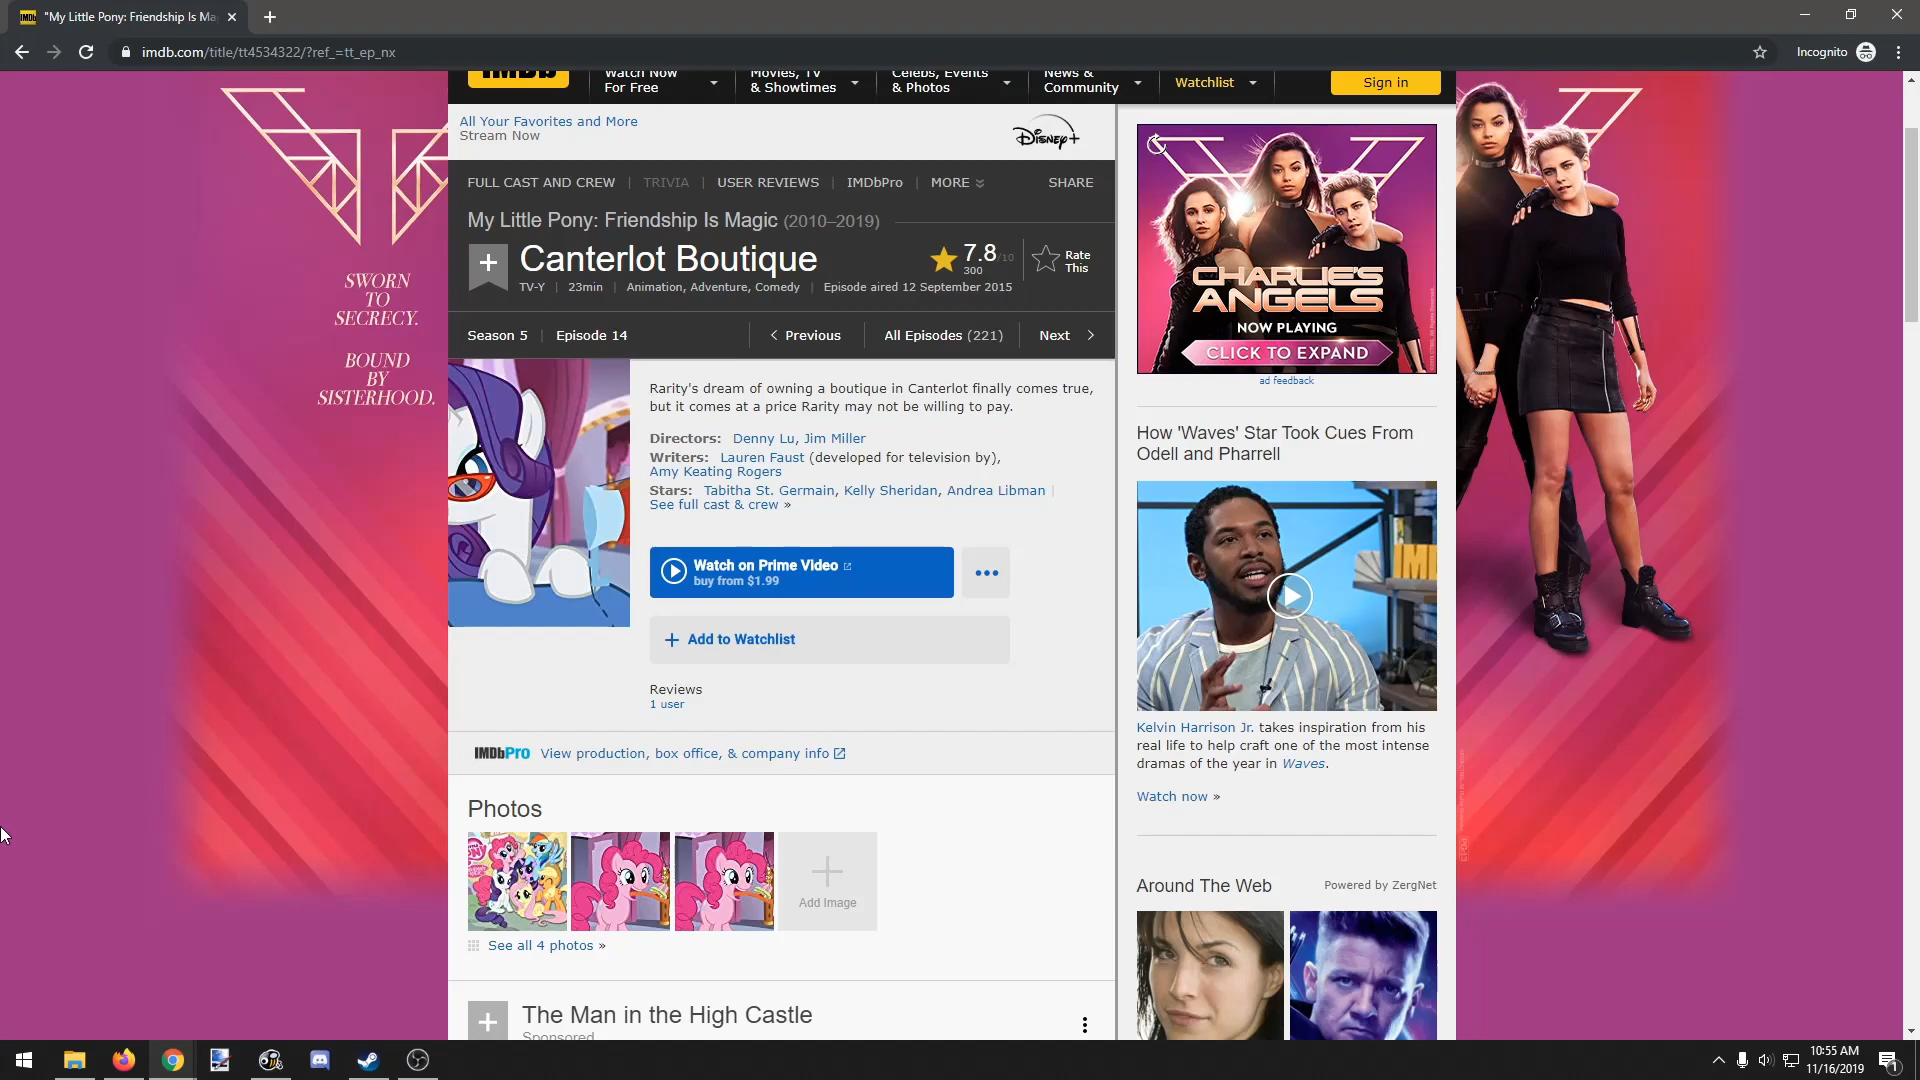 "My Little Pony: Friendship Is Ma
imdb.com/title/tt4534322/?ref_=tt_ep_nx
Incognito
IMDb
Watch Now
For Free
Movies, TV
& Showtimes
Celebs, Events
& Photos
News &
Community
Watchlist
Sign in
All Your Favorites and More
Stream Now
Disney+
FULL CAST AND CREW | TRIVIA | USER REVIEWS | IMDbPro | MORE
SHARE
My Little Pony: Friendship Is Magic (2010–2019)
+ Canterlot Boutique
7.8/10
300
Rate
This
TV-Y | 23min | Animation, Adventure, Comedy | Episode aired 12 September 2015
Season 5 | Episode 14
Previous
All Episodes (221)
Next
Rarity's dream of owning a boutique in Canterlot finally comes true,
but it comes at a price Rarity may not be willing to pay.
Directors: Denny Lu, Jim Miller
Writers: Lauren Faust (developed for television by),
Amy Keating Rogers
Stars: Tabitha St. Germain, Kelly Sheridan, Andrea Libman |
See full cast & crew »
Watch on Prime Video
buy from $1.99
+ Add to Watchlist
Reviews
1 user
IMDbPro View production, box office, & company info
Photos
Add Image
See all 4 photos »
+ The Man in the High Castle
Sponsored
SWORN
TO
SECRECY.
BOUND
BY
SISTERHOOD.
CHARLIE'S
ANGELS
NOW PLAYING
CLICK TO EXPAND
ad feedback
How 'Waves' Star Took Cues From
Odell and Pharrell
Kelvin Harrison Jr. takes inspiration from his
real life to help craft one of the most intense
dramas of the year in Waves.
Watch now »
Around The Web
Powered by ZergNet
10:55 AM
11/16/2019
1